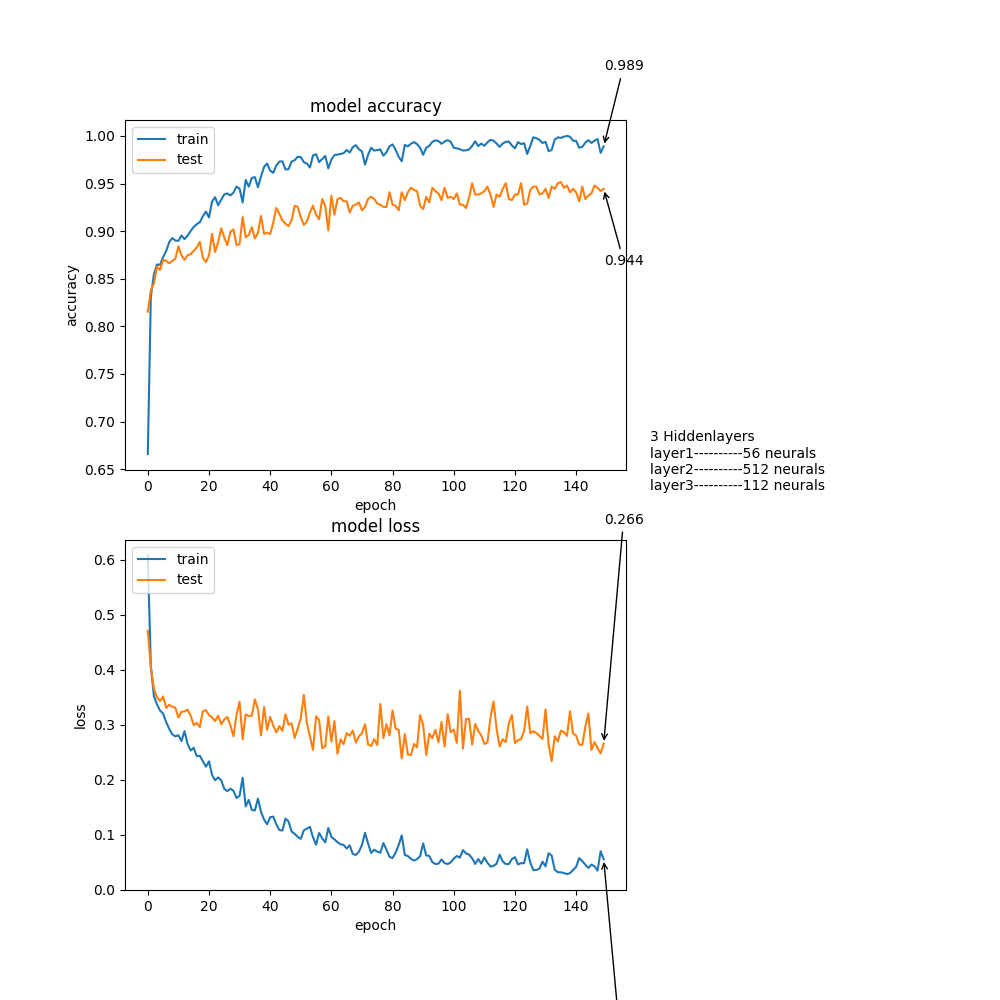 0.989
model accuracy
train
test
1.00
0.95
0.90
0.85
0.80
0.75
0.70
0.65
accuracy
0.944
0 20 40 60 80 100 120 140
epoch
3 Hiddenlayers
layer1----------56 neurals
layer2----------512 neurals
layer3----------112 neurals
0.266
model loss
train
test
0.6
0.5
0.4
0.3
0.2
0.1
0.0
loss
0 20 40 60 80 100 120 140
epoch